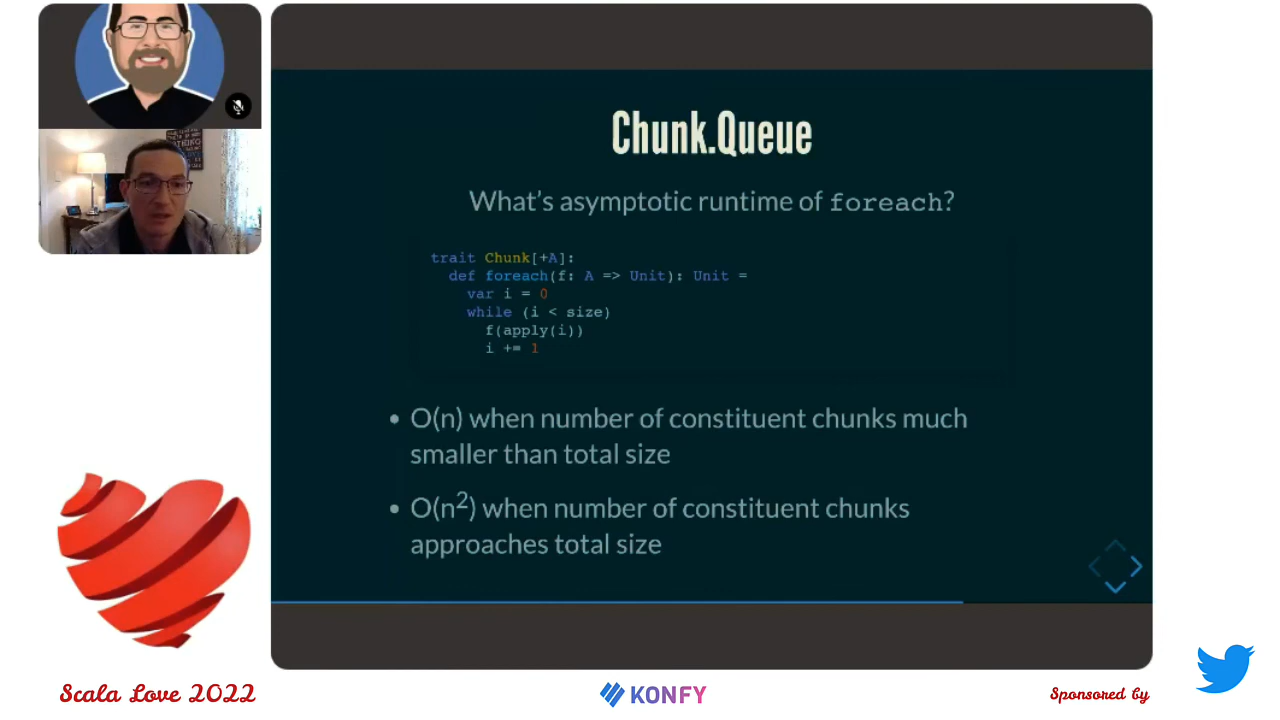 Chunk.Queue
What's asymptotic runtime of foreach?
trait Chunk[+A]:
def foreach(f: A => Unit): Unit =
var i = 0
while (i < size)
f(apply(i))
i += 1
• O(n) when number of constituent chunks much
smaller than total size
• O(n²) when number of constituent chunks
approaches total size
Scala Love 2022
KONFY
Sponsored by